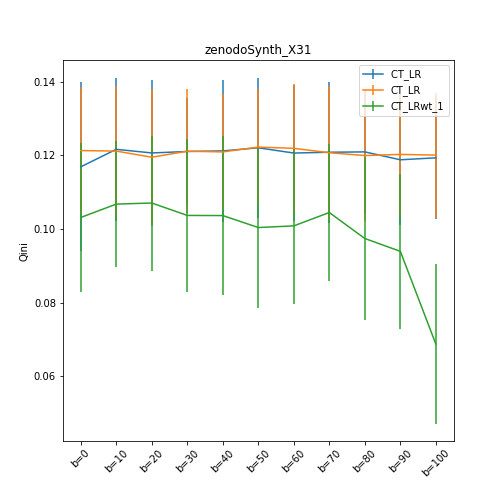 zenodoSynth_X31
CT_LR
CT_LR
CT_LRwt_1
0.14
0.12
0.10
0.08
0.06
Qini
b=0
b=10
b=20
b=30
b=40
b=50
b=60
b=70
b=80
b=90
b=100